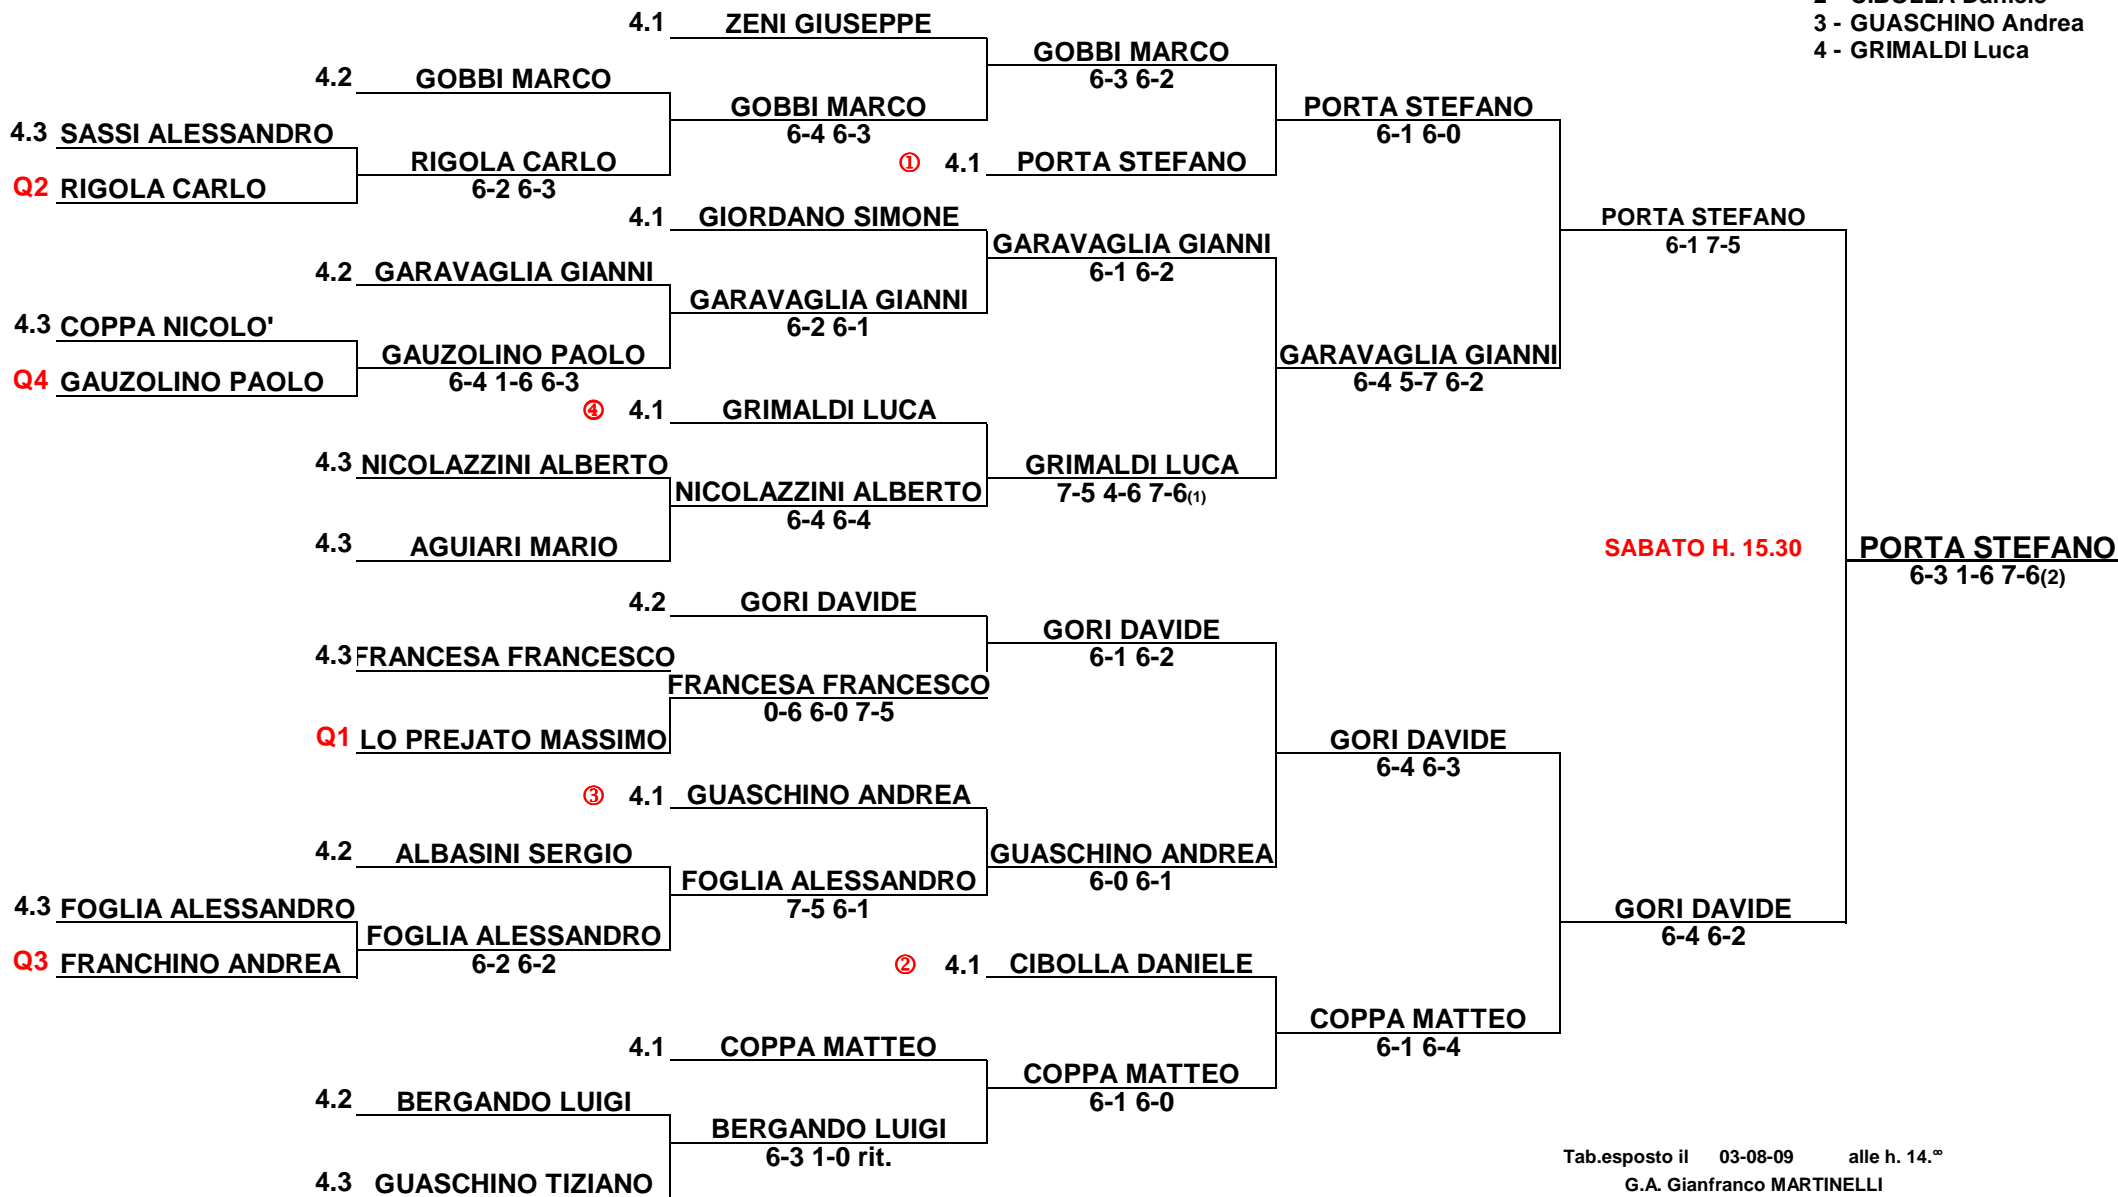 4.1 ZENI GIUSEPPE
2 - CIBOLLA Daniele
3 - GUASCHINO Andrea
4 - GRIMALDI Luca
GOBBI MARCO
6-3 6-2
4.2 GOBBI MARCO
GOBBI MARCO
6-4 6-3
PORTA STEFANO
6-1 6-0
4.3 SASSI ALESSANDRO
RIGOLA CARLO
6-2 6-3
① 4.1 PORTA STEFANO
Q2 RIGOLA CARLO
4.1 GIORDANO SIMONE
PORTA STEFANO
6-1 7-5
GARAVAGLIA GIANNI
6-1 6-2
4.2 GARAVAGLIA GIANNI
GARAVAGLIA GIANNI
6-2 6-1
4.3 COPPA NICOLO'
GAUZOLINO PAOLO
6-4 1-6 6-3
GARAVAGLIA GIANNI
6-4 5-7 6-2
Q4 GAUZOLINO PAOLO
④ 4.1 GRIMALDI LUCA
4.3 NICOLAZZINI ALBERTO
GRIMALDI LUCA
7-5 4-6 7-6(1)
NICOLAZZINI ALBERTO
6-4 6-4
4.3 AGUIARI MARIO
SABATO H. 15.30
PORTA STEFANO
6-3 1-6 7-6(2)
4.2 GORI DAVIDE
GORI DAVIDE
6-1 6-2
4.3 FRANCESA FRANCESCO
FRANCESA FRANCESCO
0-6 6-0 7-5
Q1 LO PREJATO MASSIMO
GORI DAVIDE
6-4 6-3
③ 4.1 GUASCHINO ANDREA
4.2 ALBASINI SERGIO
GUASCHINO ANDREA
6-0 6-1
FOGLIA ALESSANDRO
7-5 6-1
4.3 FOGLIA ALESSANDRO
GORI DAVIDE
6-4 6-2
FOGLIA ALESSANDRO
6-2 6-2
Q3 FRANCHINO ANDREA
② 4.1 CIBOLLA DANIELE
COPPA MATTEO
6-1 6-4
4.1 COPPA MATTEO
COPPA MATTEO
6-1 6-0
4.2 BERGANDO LUIGI
BERGANDO LUIGI
6-3 1-0 rit.
4.3 GUASCHINO TIZIANO
Tab.esposto il 03-08-09 alle h. 14.°°
G.A. Gianfranco MARTINELLI